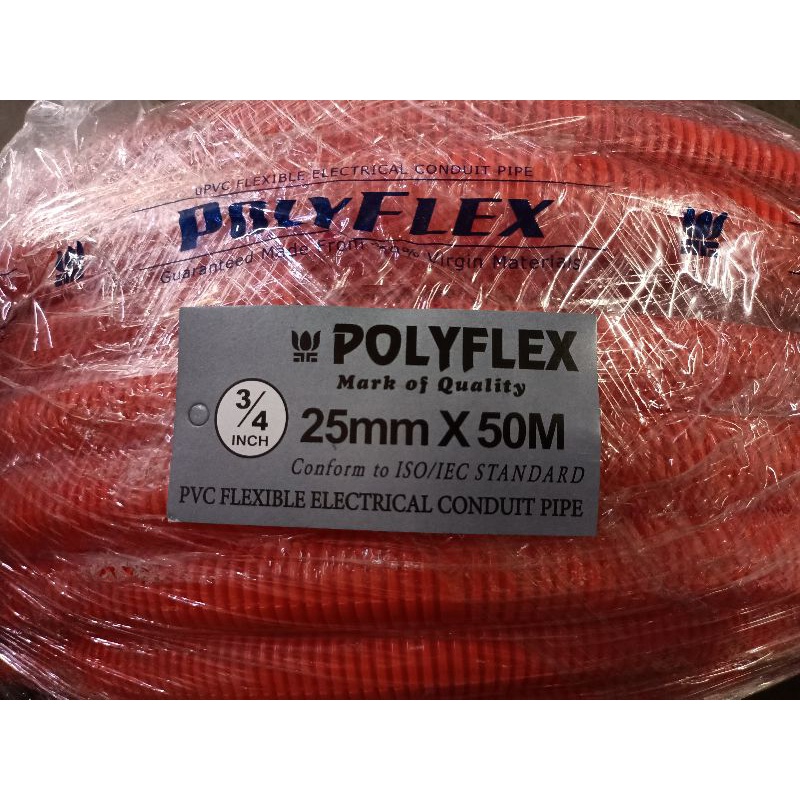 uPVC FLEXIBLE ELECTRICAL CONDUIT PIPE
POLYFLEX
Guaranteed Made From Virgin Materials
POLYFLEX
Mark of Quality
3/4
INCH
25mm X 50M
Conform to ISO/IEC STANDARD
PVC FLEXIBLE ELECTRICAL CONDUIT PIPE